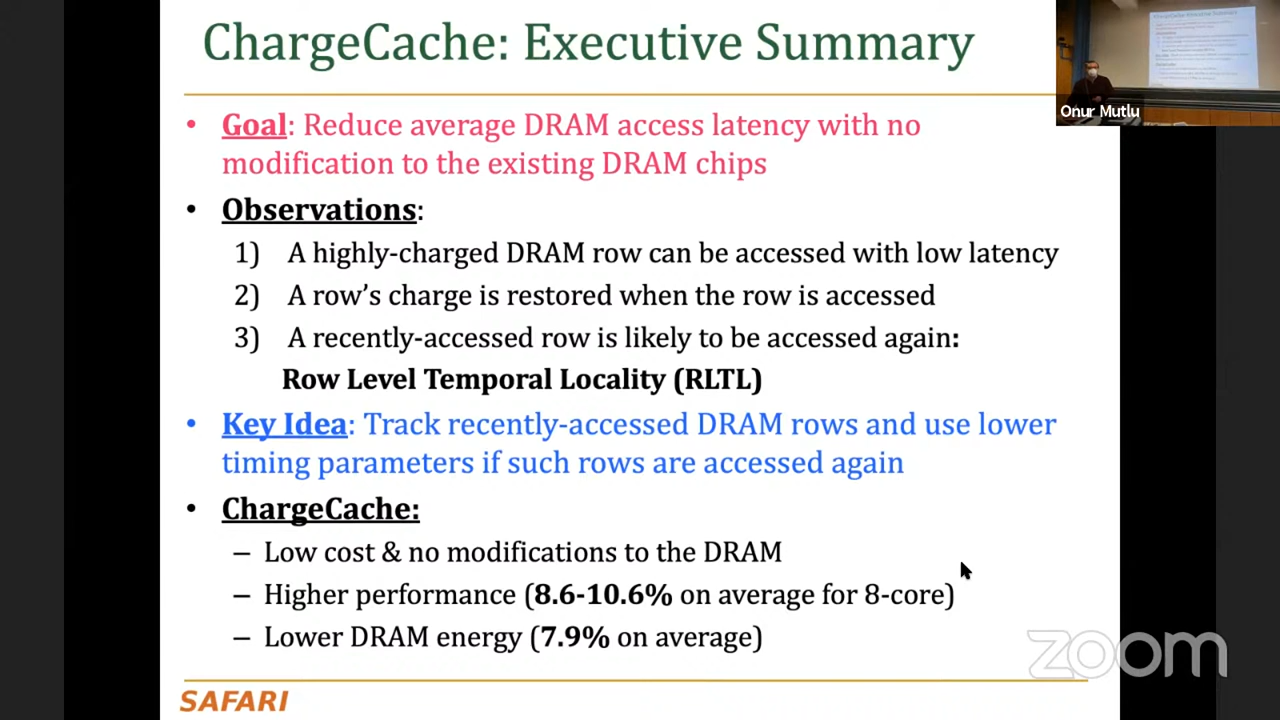 ChargeCache: Executive Summary
Onur Mutlu
• Goal: Reduce average DRAM access latency with no
modification to the existing DRAM chips
• Observations:
1) A highly-charged DRAM row can be accessed with low latency
2) A row's charge is restored when the row is accessed
3) A recently-accessed row is likely to be accessed again:
Row Level Temporal Locality (RLTL)
• Key Idea: Track recently-accessed DRAM rows and use lower
timing parameters if such rows are accessed again
• ChargeCache:
– Low cost & no modifications to the DRAM
– Higher performance (8.6-10.6% on average for 8-core)
– Lower DRAM energy (7.9% on average)
zoom
SAFARI